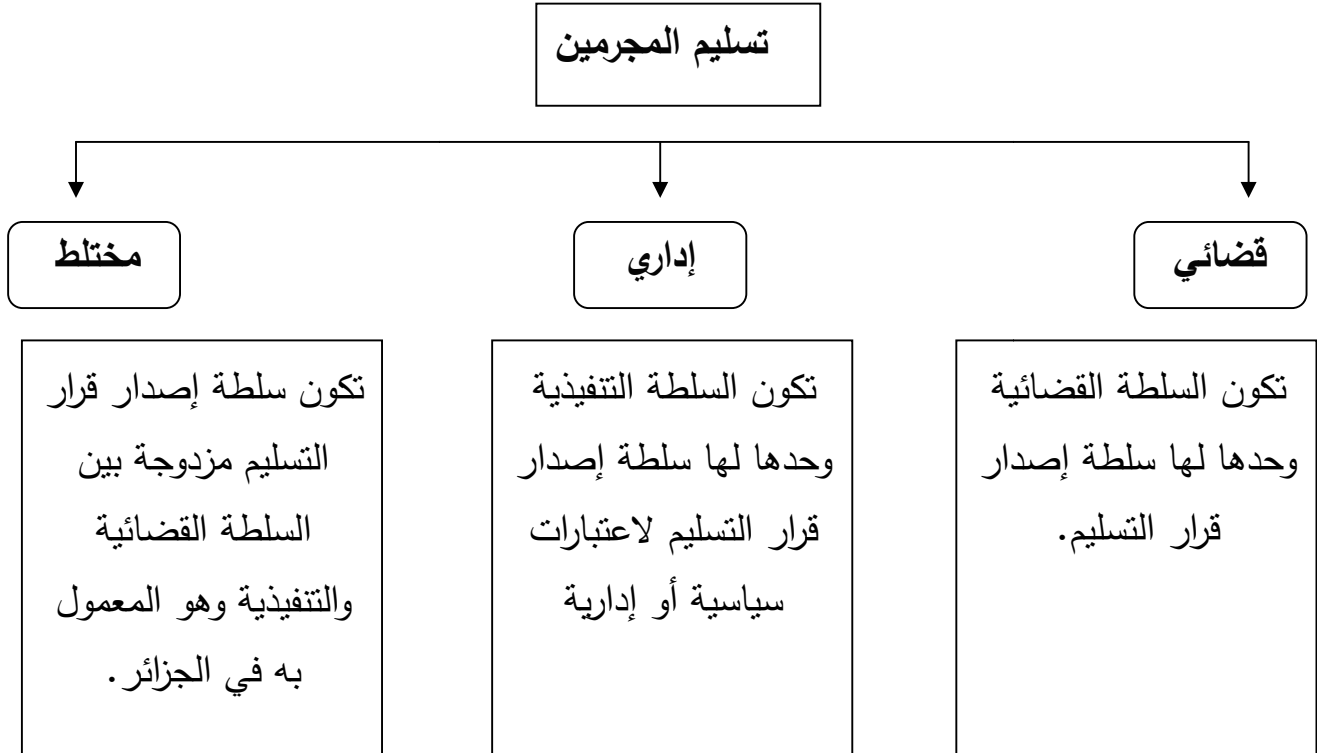 تسليم المجرمين
قضائي
إداري
مختلط
تكون السلطة القضائية
وحدها لها سلطة إصدار
قرار التسليم.
تكون السلطة التنفيذية
وحدها لها سلطة إصدار
قرار التسليم لاعتبارات
سياسية أو إدارية
تكون سلطة إصدار قرار
التسليم مزدوجة بين
السلطة القضائية
والتنفيذية وهو المعمول
به في الجزائر.